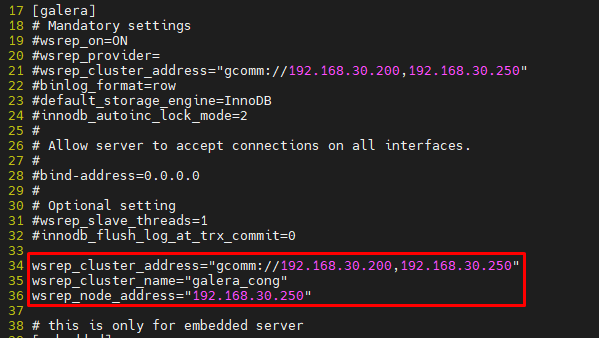 17 [galera]
18 # Mandatory settings
19 #wsrep_on=ON
20 #wsrep_provider=
21 #wsrep_cluster_address="gcomm://192.168.30.200,192.168.30.250"
22 #binlog_format=row
23 #default_storage_engine=InnoDB
24 #innodb_autoinc_lock_mode=2
25 #
26 # Allow server to accept connections on all interfaces.
27 #
28 #bind-address=0.0.0.0
29 #
30 # Optional setting
31 #wsrep_slave_threads=1
32 #innodb_flush_log_at_trx_commit=0
33
34 wsrep_cluster_address="gcomm://192.168.30.200,192.168.30.250"
35 wsrep_cluster_name="galera_cong"
36 wsrep_node_address="192.168.30.250"
37
38 # this is only for embedded server